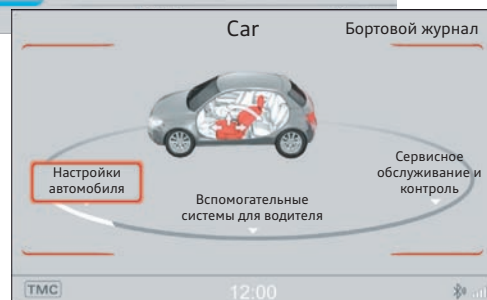 Car
Бортовой журнал
Настройки
автомобиля
Вспомогательные
системы для водителя
Сервисное
обслуживание и
контроль
TMC
12:00